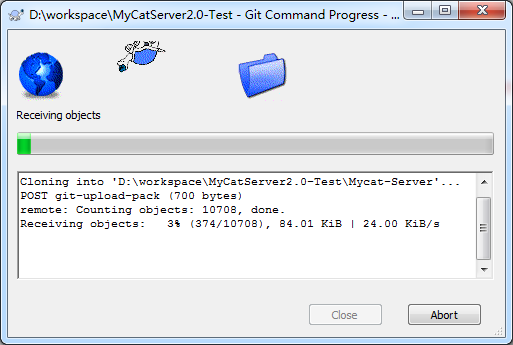 D:\workspace\MyCatServer2.0-Test - Git Command Progress - ...
Receiving objects
Cloning into 'D:\workspace\MyCatServer2.0-Test\Mycat-Server'...
POST git-upload-pack (700 bytes)
remote: Counting objects: 10708, done.
Receiving objects:   3% (374/10708), 84.01 KiB | 24.00 KiB/s
Close
Abort